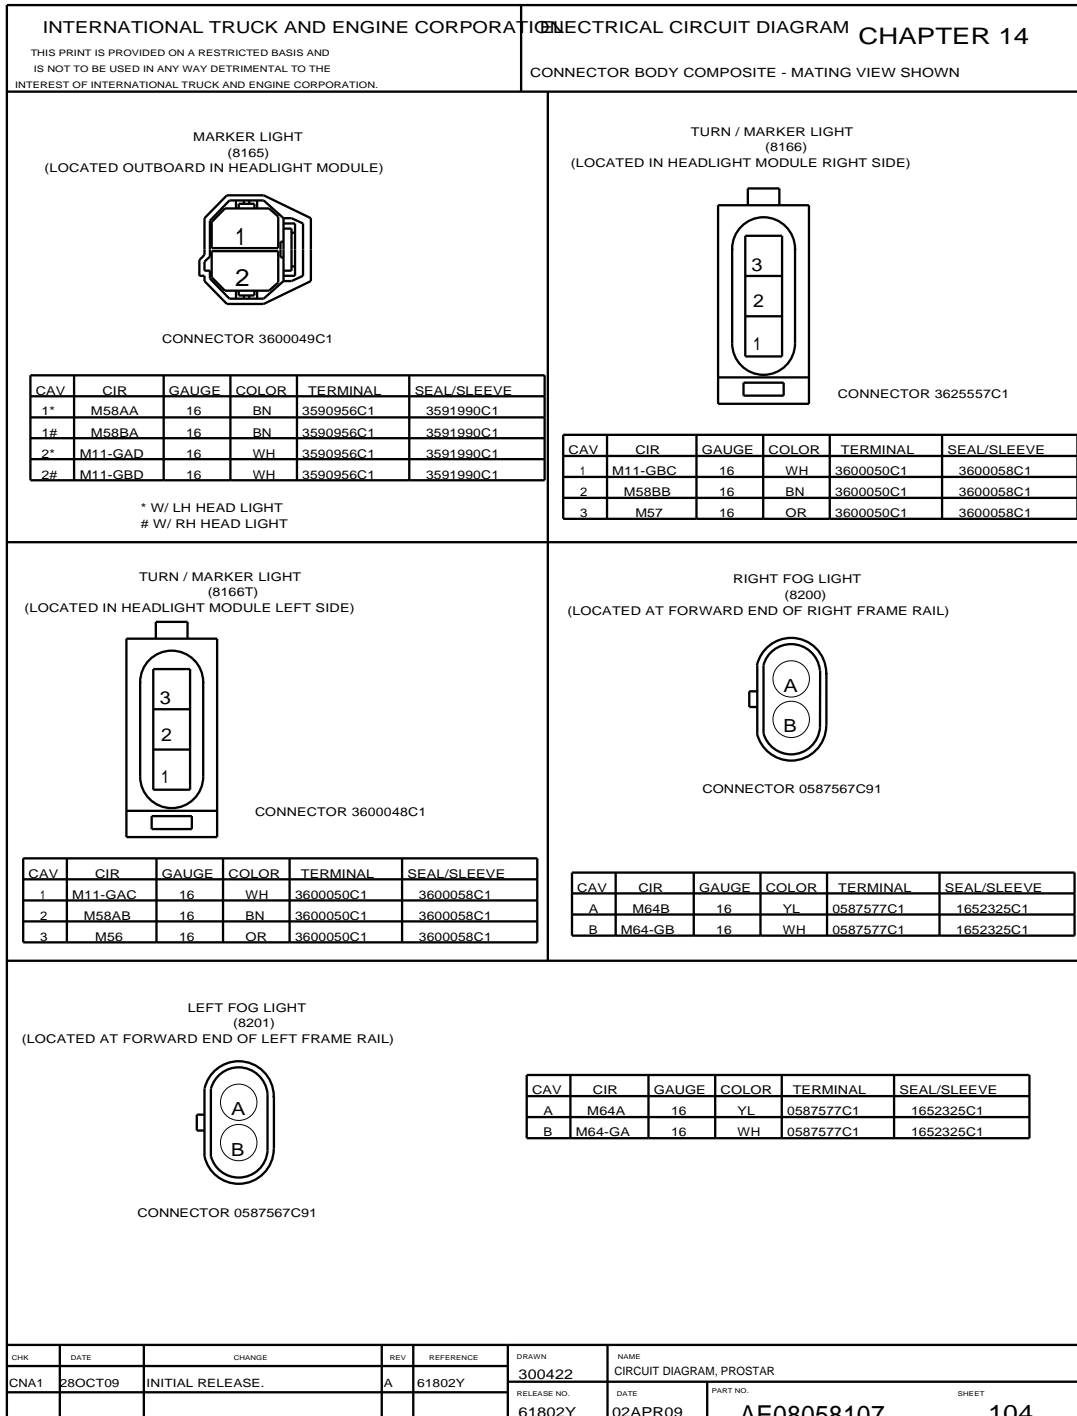 INTERNATIONAL TRUCK AND ENGINE CORPORATION
THIS PRINT IS PROVIDED ON A RESTRICTED BASIS AND
IS NOT TO BE USED IN ANY WAY DETRIMENTAL TO THE
INTEREST OF INTERNATIONAL TRUCK AND ENGINE CORPORATION.
ELECTRICAL CIRCUIT DIAGRAM CHAPTER 14
CONNECTOR BODY COMPOSITE - MATING VIEW SHOWN
MARKER LIGHT
(8165)
(LOCATED OUTBOARD IN HEADLIGHT MODULE)
1
2
CONNECTOR 3600049C1
CAV CIR GAUGE COLOR TERMINAL SEAL/SLEEVE
1* M58AA 16 BN 3590956C1 3591990C1
1# M58BA 16 BN 3590956C1 3591990C1
2* M11-GAD 16 WH 3590956C1 3591990C1
2# M11-GBD 16 WH 3590956C1 3591990C1
* W/ LH HEAD LIGHT
# W/ RH HEAD LIGHT
TURN / MARKER LIGHT
(8166)
(LOCATED IN HEADLIGHT MODULE RIGHT SIDE)
3
2
1
CONNECTOR 3625557C1
CAV CIR GAUGE COLOR TERMINAL SEAL/SLEEVE
1 M11-GBC 16 WH 3600050C1 3600058C1
2 M58BB 16 BN 3600050C1 3600058C1
3 M57 16 OR 3600050C1 3600058C1
TURN / MARKER LIGHT
(8166T)
(LOCATED IN HEADLIGHT MODULE LEFT SIDE)
3
2
1
CONNECTOR 3600048C1
CAV CIR GAUGE COLOR TERMINAL SEAL/SLEEVE
1 M11-GAC 16 WH 3600050C1 3600058C1
2 M58AB 16 BN 3600050C1 3600058C1
3 M56 16 OR 3600050C1 3600058C1
RIGHT FOG LIGHT
(8200)
(LOCATED AT FORWARD END OF RIGHT FRAME RAIL)
A
B
CONNECTOR 0587567C91
CAV CIR GAUGE COLOR TERMINAL SEAL/SLEEVE
A M64B 16 YL 0587577C1 1652325C1
B M64-GB 16 WH 0587577C1 1652325C1
LEFT FOG LIGHT
(8201)
(LOCATED AT FORWARD END OF LEFT FRAME RAIL)
A
B
CONNECTOR 0587567C91
CAV CIR GAUGE COLOR TERMINAL SEAL/SLEEVE
A M64A 16 YL 0587577C1 1652325C1
B M64-GA 16 WH 0587577C1 1652325C1
CHK DATE CHANGE REV REFERENCE
CNA1 28OCT09 INITIAL RELEASE. A 61802Y
DRAWN
300422
NAME
CIRCUIT DIAGRAM, PROSTAR
RELEASE NO.
61802Y
DATE
02APR09
PART NO.
AE08058107
SHEET
104